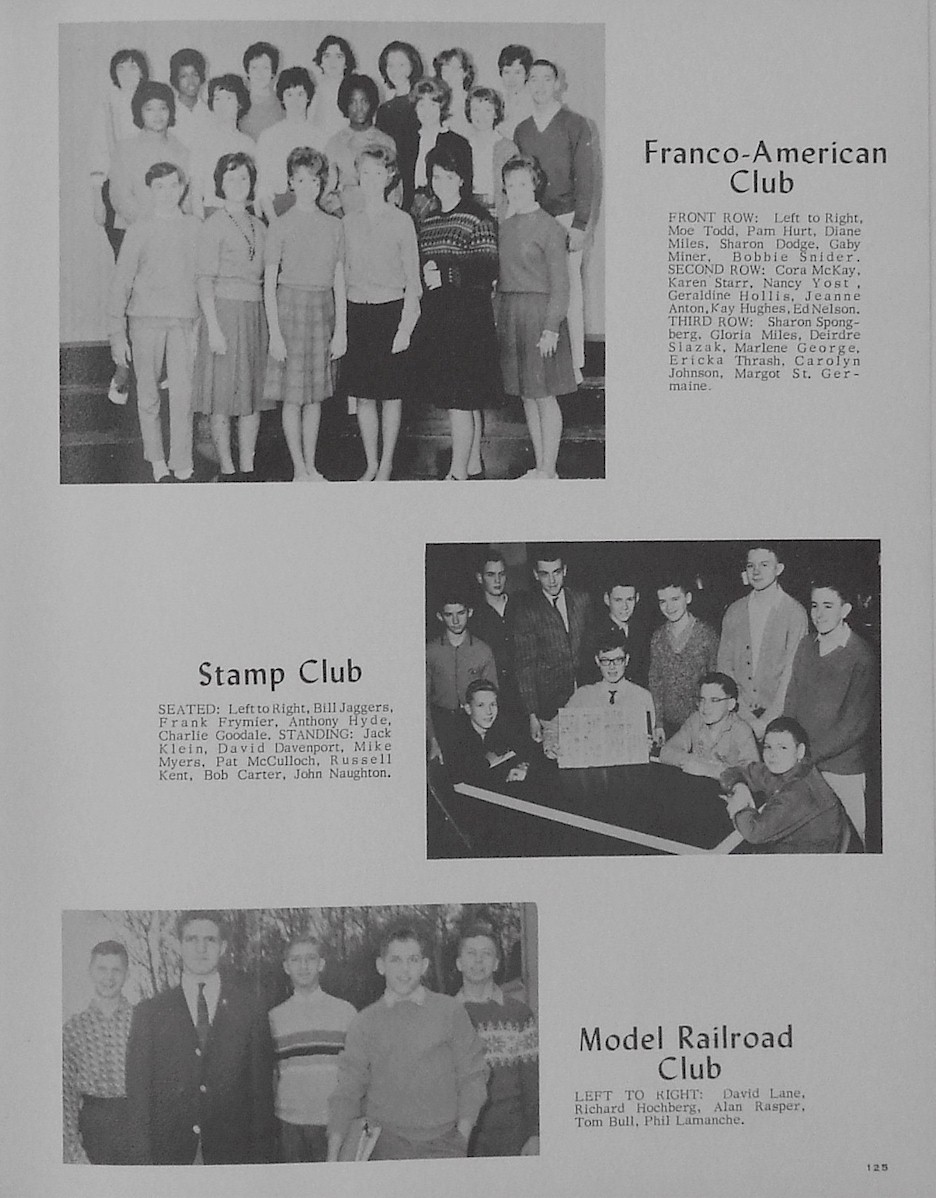 Franco-American
Club
FRONT ROW: Left to Right,
Moe Todd, Pam Hurt, Diane
Miles, Sharon Dodge, Gaby
Miner, Bobbie Snider.
SECOND ROW: Cora McKay,
Karen Starr, Nancy Yost ,
Geraldine Hollis, Jeanne
Anton, Kay Hughes, Ed Nelson.
THIRD ROW: Sharon Spong-
berg, Gloria Miles, Deirdre
Slazak, Marlene George,
Ericka Thrash, Carolyn
Johnson, Margot St. Ger-
maine.
Stamp Club
SEATED: Left to Right, Bill Jaggers,
Frank Frymier, Anthony Hyde,
Charlie Goodale. STANDING: Jack
Klein, David Davenport, Mike
Myers, Pat McCulloch, Russell
Kent, Bob Carter, John Naughton.
Model Railroad
Club
LEFT TO RIGHT: David Lane,
Richard Hochberg, Alan Rasper,
Tom Bull, Phil Lamanche.
125